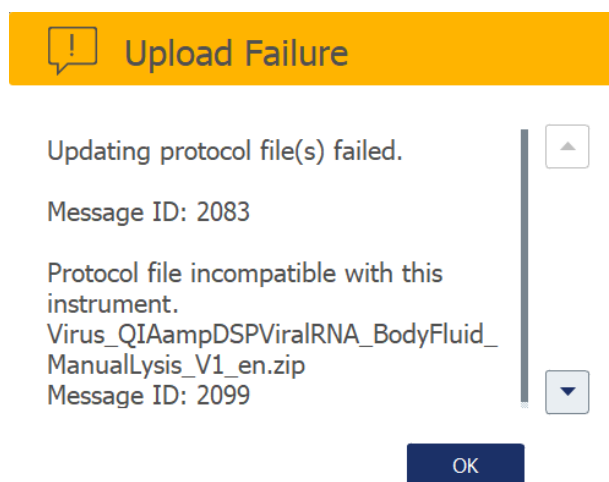 !
Upload Failure
Updating protocol file(s) failed.
Message ID: 2083
Protocol file incompatible with this
instrument.
Virus_QIAampDSPViralRNA_BodyFluid_
ManualLysis_V1_en.zip
Message ID: 2099
OK